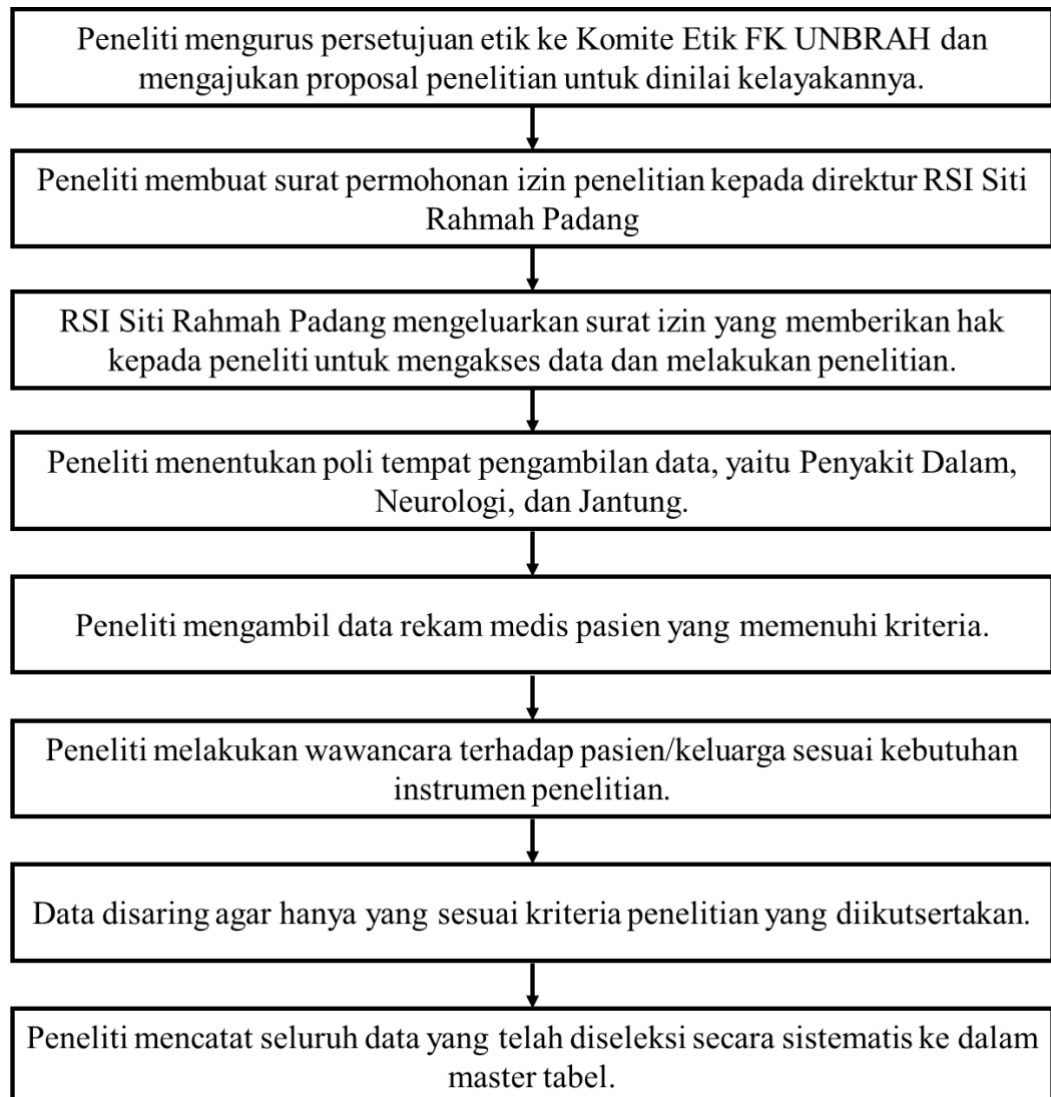 Peneliti mengurus persetujuan etik ke Komite Etik FK UNBRAH dan
mengajukan proposal penelitian untuk dinilai kelayakannya.
Peneliti membuat surat permohonan izin penelitian kepada direktur RSI Siti
Rahmah Padang
RSI Siti Rahmah Padang mengeluarkan surat izin yang memberikan hak
kepada peneliti untuk mengakses data dan melakukan penelitian.
Peneliti menentukan poli tempat pengambilan data, yaitu Penyakit Dalam,
Neurologi, dan Jantung.
Peneliti mengambil data rekam medis pasien yang memenuhi kriteria.
Peneliti melakukan wawancara terhadap pasien/keluarga sesuai kebutuhan
instrumen penelitian.
Data disaring agar hanya yang sesuai kriteria penelitian yang diikutsertakan.
Peneliti mencatat seluruh data yang telah diseleksi secara sistematis ke dalam
master tabel.